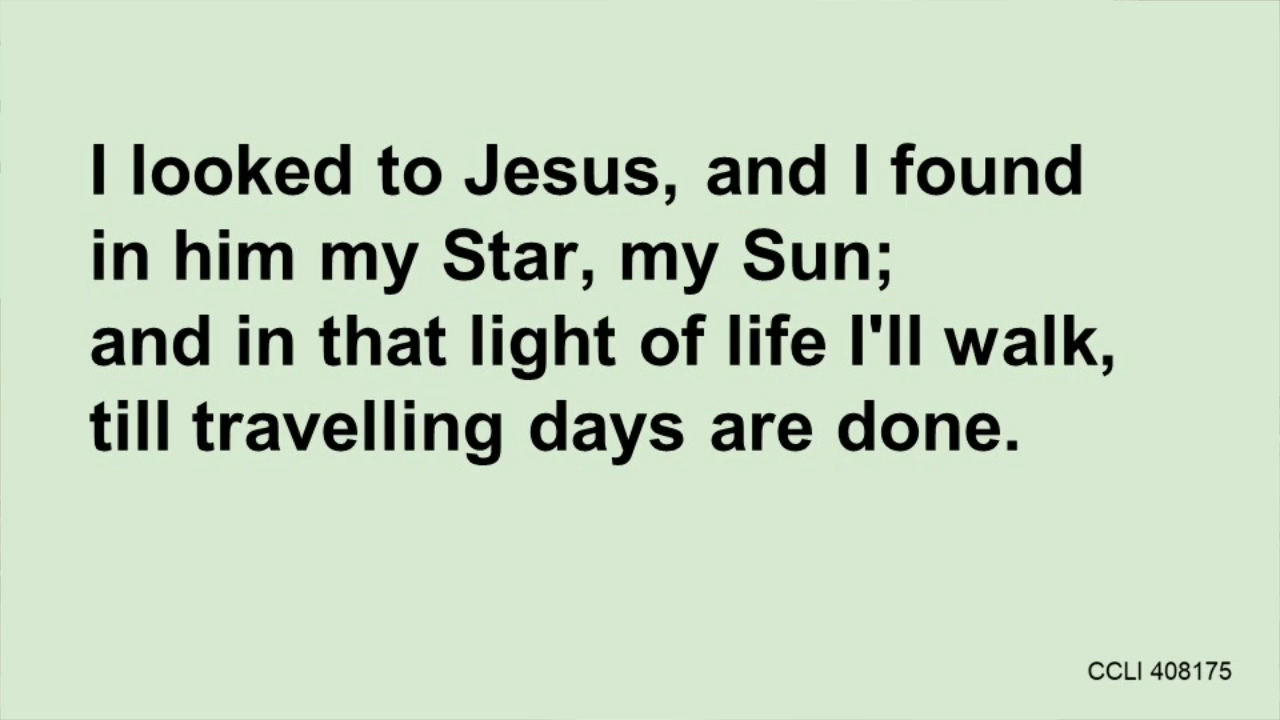 I looked to Jesus, and I found
in him my Star, my Sun;
and in that light of life I'll walk,
till travelling days are done.
CCLI 408175